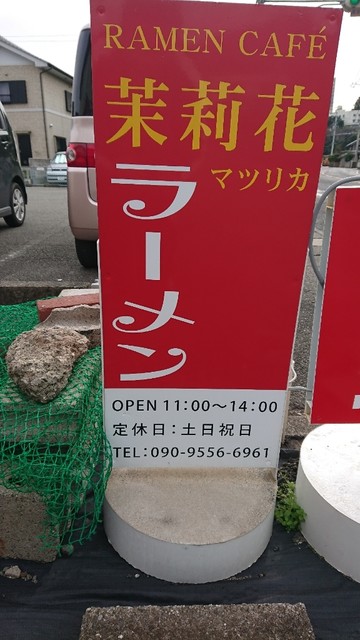 RAMEN CAFÉ
茉莉花
マツリカ
ラーメン
OPEN 11:00～14:00
定休日：土日祝日
TEL：090-9556-6961